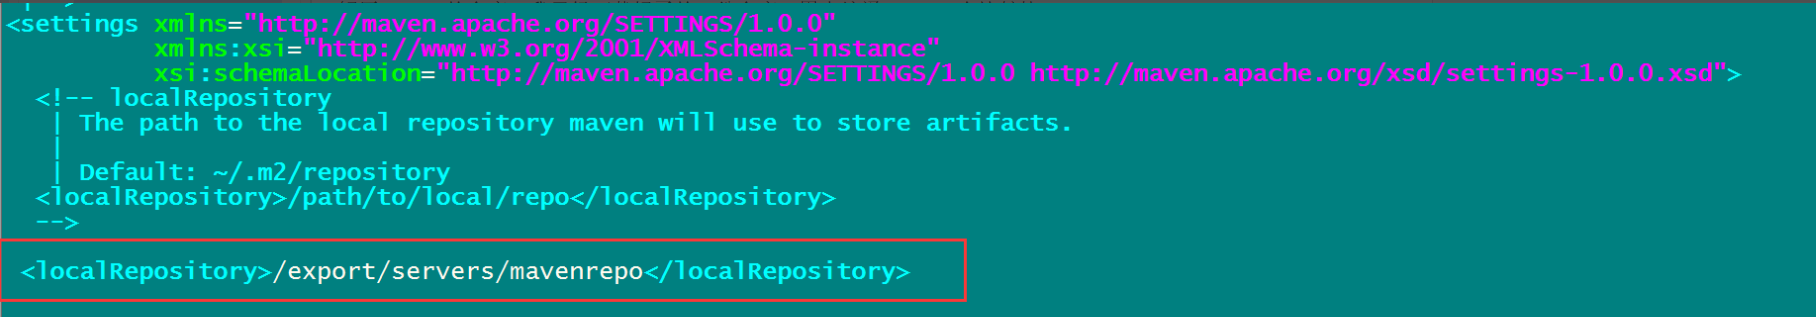 <settings xmlns="http://maven.apache.org/SETTINGS/1.0.0"
xmlns:xsi="http://www.w3.org/2001/XMLSchema-instance"
xsi:schemaLocation="http://maven.apache.org/SETTINGS/1.0.0 http://maven.apache.org/xsd/settings-1.0.0.xsd">
<!-- localRepository
| The path to the local repository maven will use to store artifacts.
|
| Default: ~/.m2/repository
<localRepository>/path/to/local/repo</localRepository>
-->
<localRepository>/export/servers/mavenrepo</localRepository>